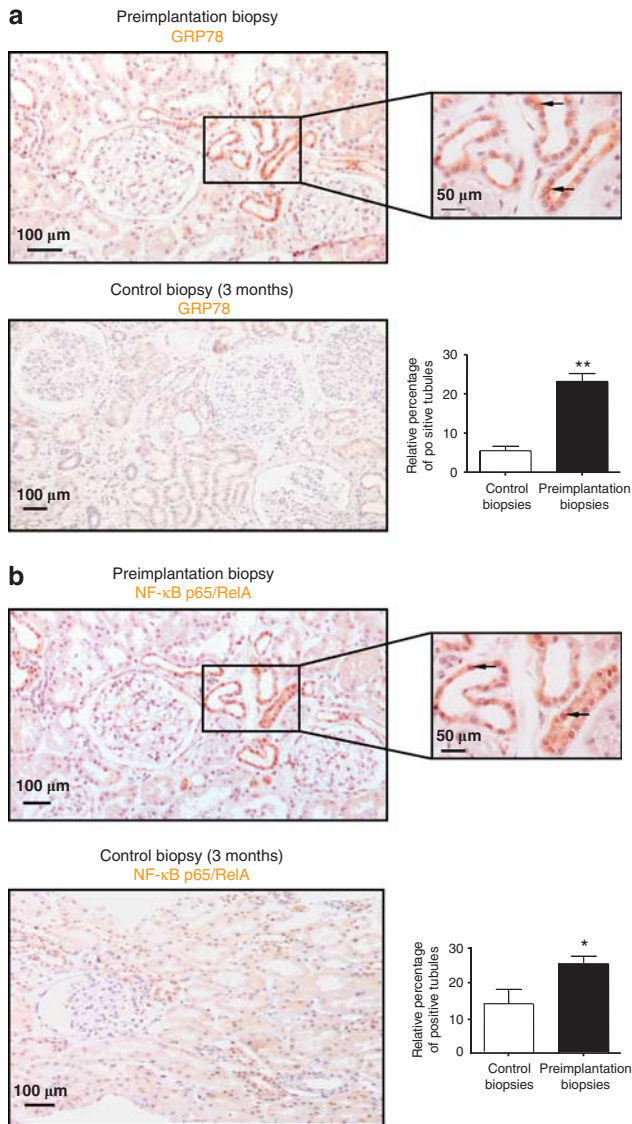 a
Preimplantation biopsy
GRP78
100 μm
50 μm
Control biopsy (3 months)
GRP78
100 μm
Relative percentage
of po sitive tubules
30
20
10
0
**
Control
biopsies
Preimplantation
biopsies
b
Preimplantation biopsy
NF-κB p65/RelA
100 μm
50 μm
Control biopsy (3 months)
NF-κB p65/RelA
100 μm
Relative percentage
of positive tubules
30
20
10
0
*
Control
biopsies
Preimplantation
biopsies